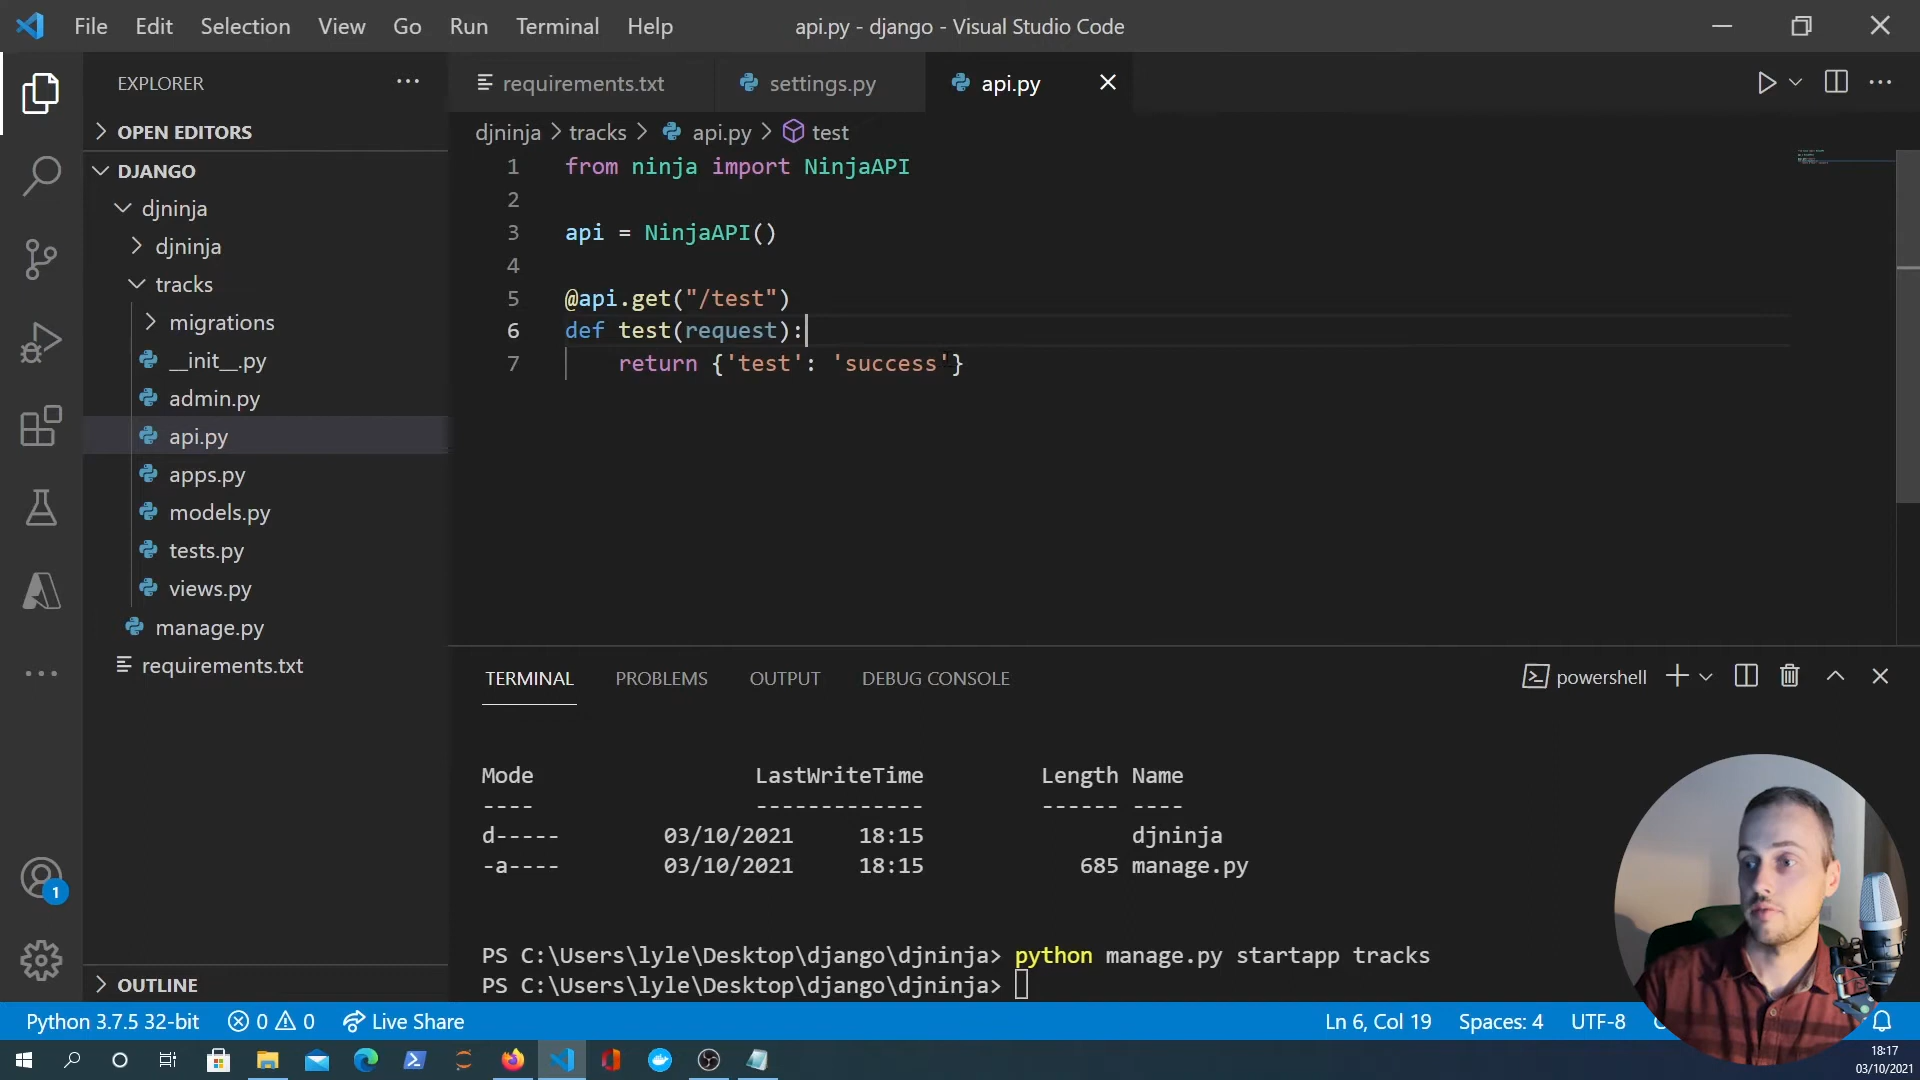 File Edit Selection View Go Run Terminal Help
api.py - django - Visual Studio Code
EXPLORER
OPEN EDITORS
DJANGO
djninja
djninja
tracks
migrations
__init__.py
admin.py
api.py
apps.py
models.py
tests.py
views.py
manage.py
requirements.txt
OUTLINE
requirements.txt settings.py api.py
djninja > tracks > api.py > test
1 from ninja import NinjaAPI
2
3 api = NinjaAPI()
4
5 @api.get("/test")
6 def test(request):
7 return {'test': 'success'}
TERMINAL PROBLEMS OUTPUT DEBUG CONSOLE
powershell
Mode LastWriteTime Length Name
---- ------------- ------ ----
d----- 03/10/2021 18:15 djninja
-a---- 03/10/2021 18:15 685 manage.py
PS C:\Users\lyle\Desktop\django\djninja> python manage.py startapp tracks
PS C:\Users\lyle\Desktop\django\djninja>
1
Python 3.7.5 32-bit 0 0 Live Share
Ln 6, Col 19 Spaces: 4 UTF-8
18:17
03/10/2021